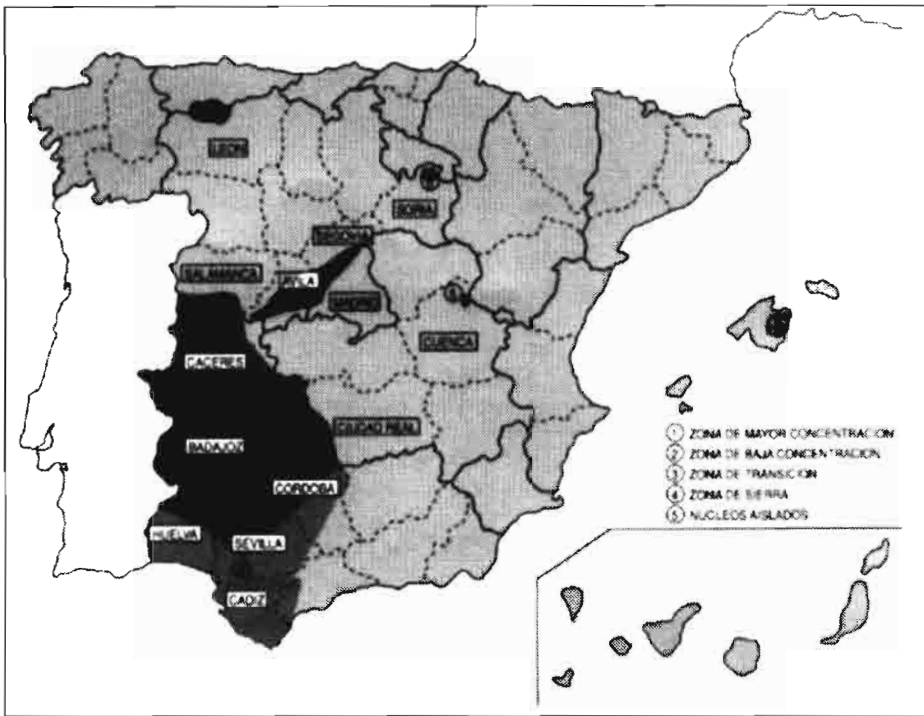 LEON
SORIA
SEGOVIA
SALAMANCA
AVILA
MADRID
5
CUENCA
CACERES
CIUDAD REAL
BADAJOZ
CORDOBA
HUELVA
SEVILLA
CADIZ
1 ZONA DE MAYOR CONCENTRACION
2 ZONA DE BAJA CONCENTRACION
3 ZONA DE TRANSICION
4 ZONA DE SIERRA
5 NUCLEOS AISLADOS